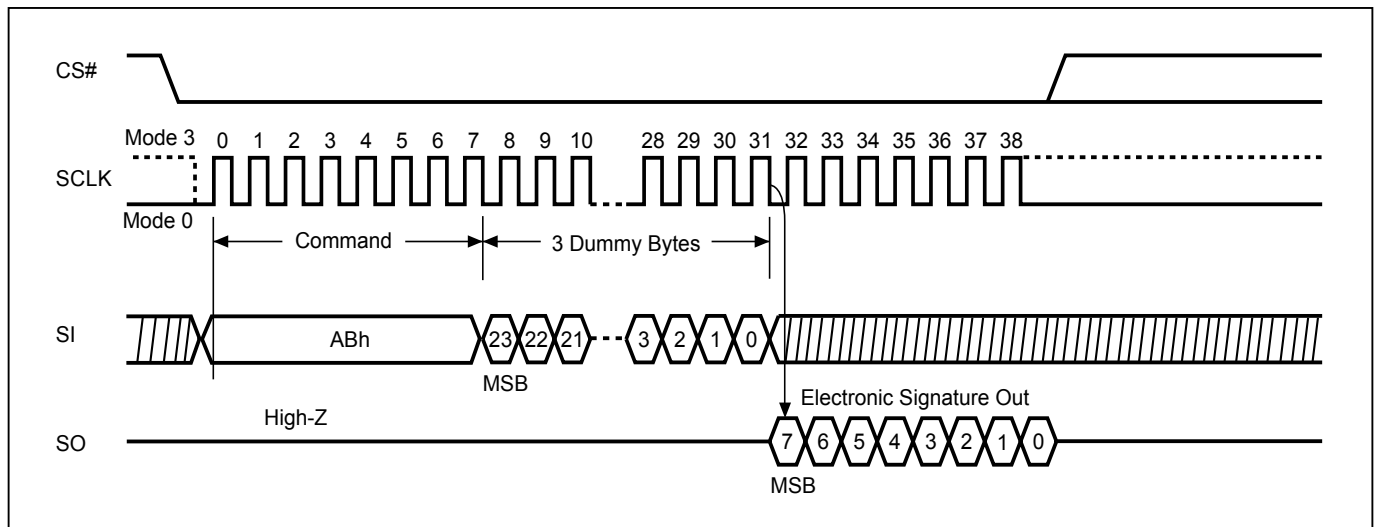 CS#
Mode 3
0 1 2 3 4 5 6 7 8 9 10 28 29 30 31 32 33 34 35 36 37 38
SCLK
Mode 0
Command
3 Dummy Bytes
SI
ABh
23 22 21 3 2 1 0
MSB
Electronic Signature Out
High-Z
SO
7 6 5 4 3 2 1 0
MSB